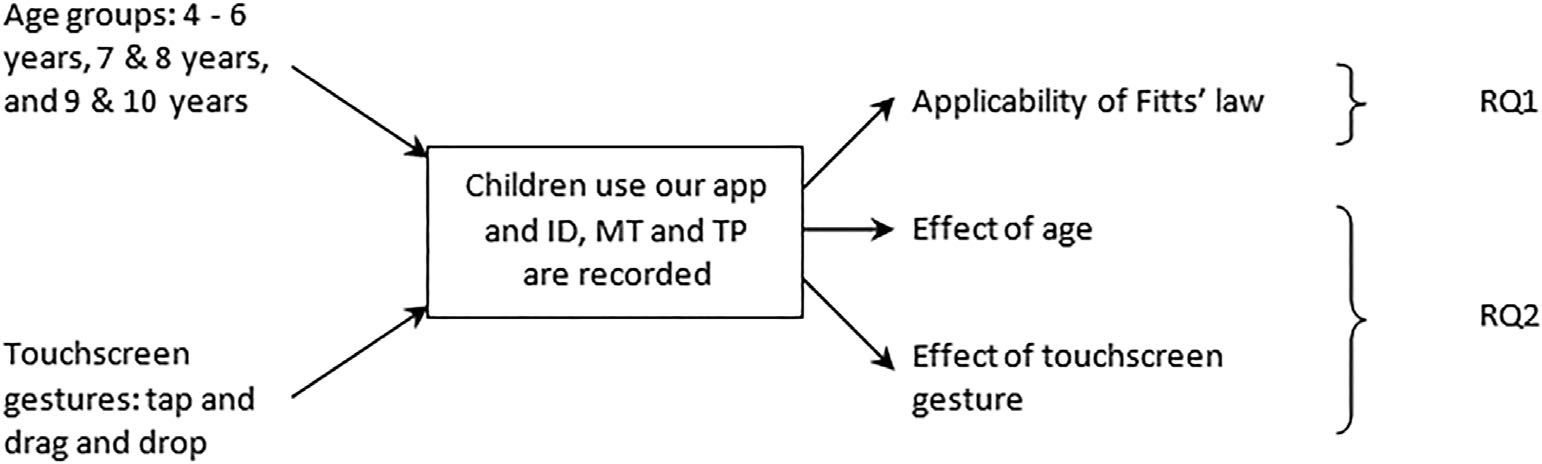 Age groups: 4 - 6
years, 7 & 8 years,
and 9 & 10 years
Touchscreen
gestures: tap and
drag and drop
Children use our app
and ID, MT and TP
are recorded
Applicability of Fitts’ law
RQ1
Effect of age
Effect of touchscreen
gesture
RQ2